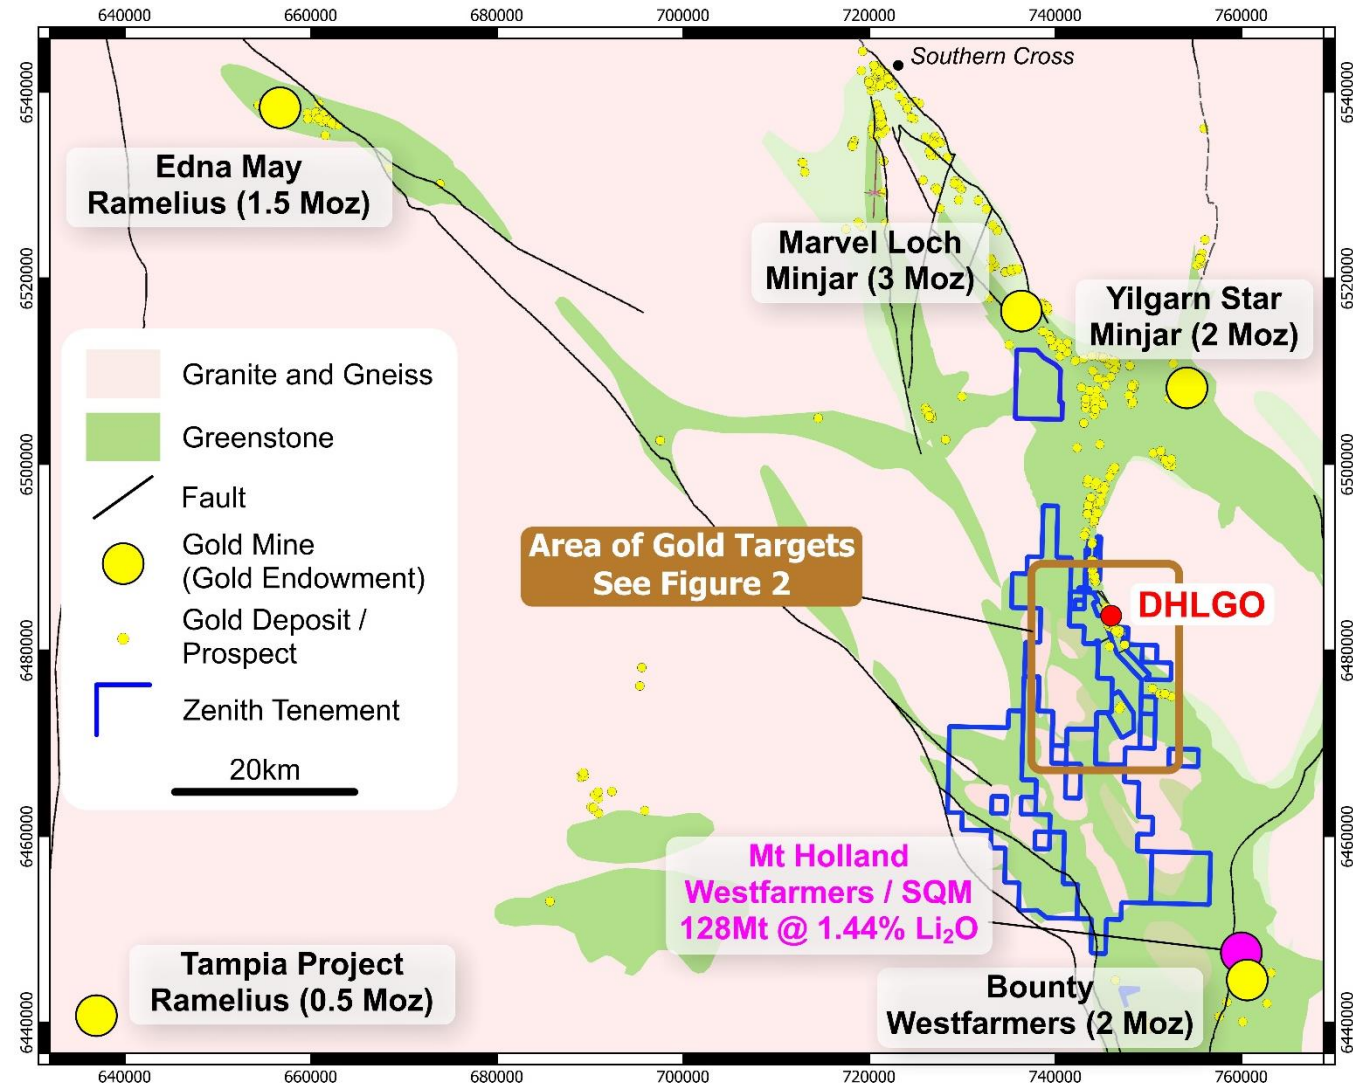 640000
660000
680000
700000
720000
740000
760000
6540000
6520000
6500000
6480000
6460000
6440000
Southern Cross
Edna May
Ramelius (1.5 Moz)
Marvel Loch
Minjar (3 Moz)
Yilgarn Star
Minjar (2 Moz)
Granite and Gneiss
Greenstone
Fault
Gold Mine
(Gold Endowment)
Gold Deposit /
Prospect
Zenith Tenement
20km
Area of Gold Targets
See Figure 2
DHLGO
Mt Holland
Westfarmers / SQM
128Mt @ 1.44% Li₂O
Tampia Project
Ramelius (0.5 Moz)
Bounty
Westfarmers (2 Moz)
6540000
6520000
6500000
6480000
6460000
6440000
640000
660000
680000
700000
720000
740000
760000